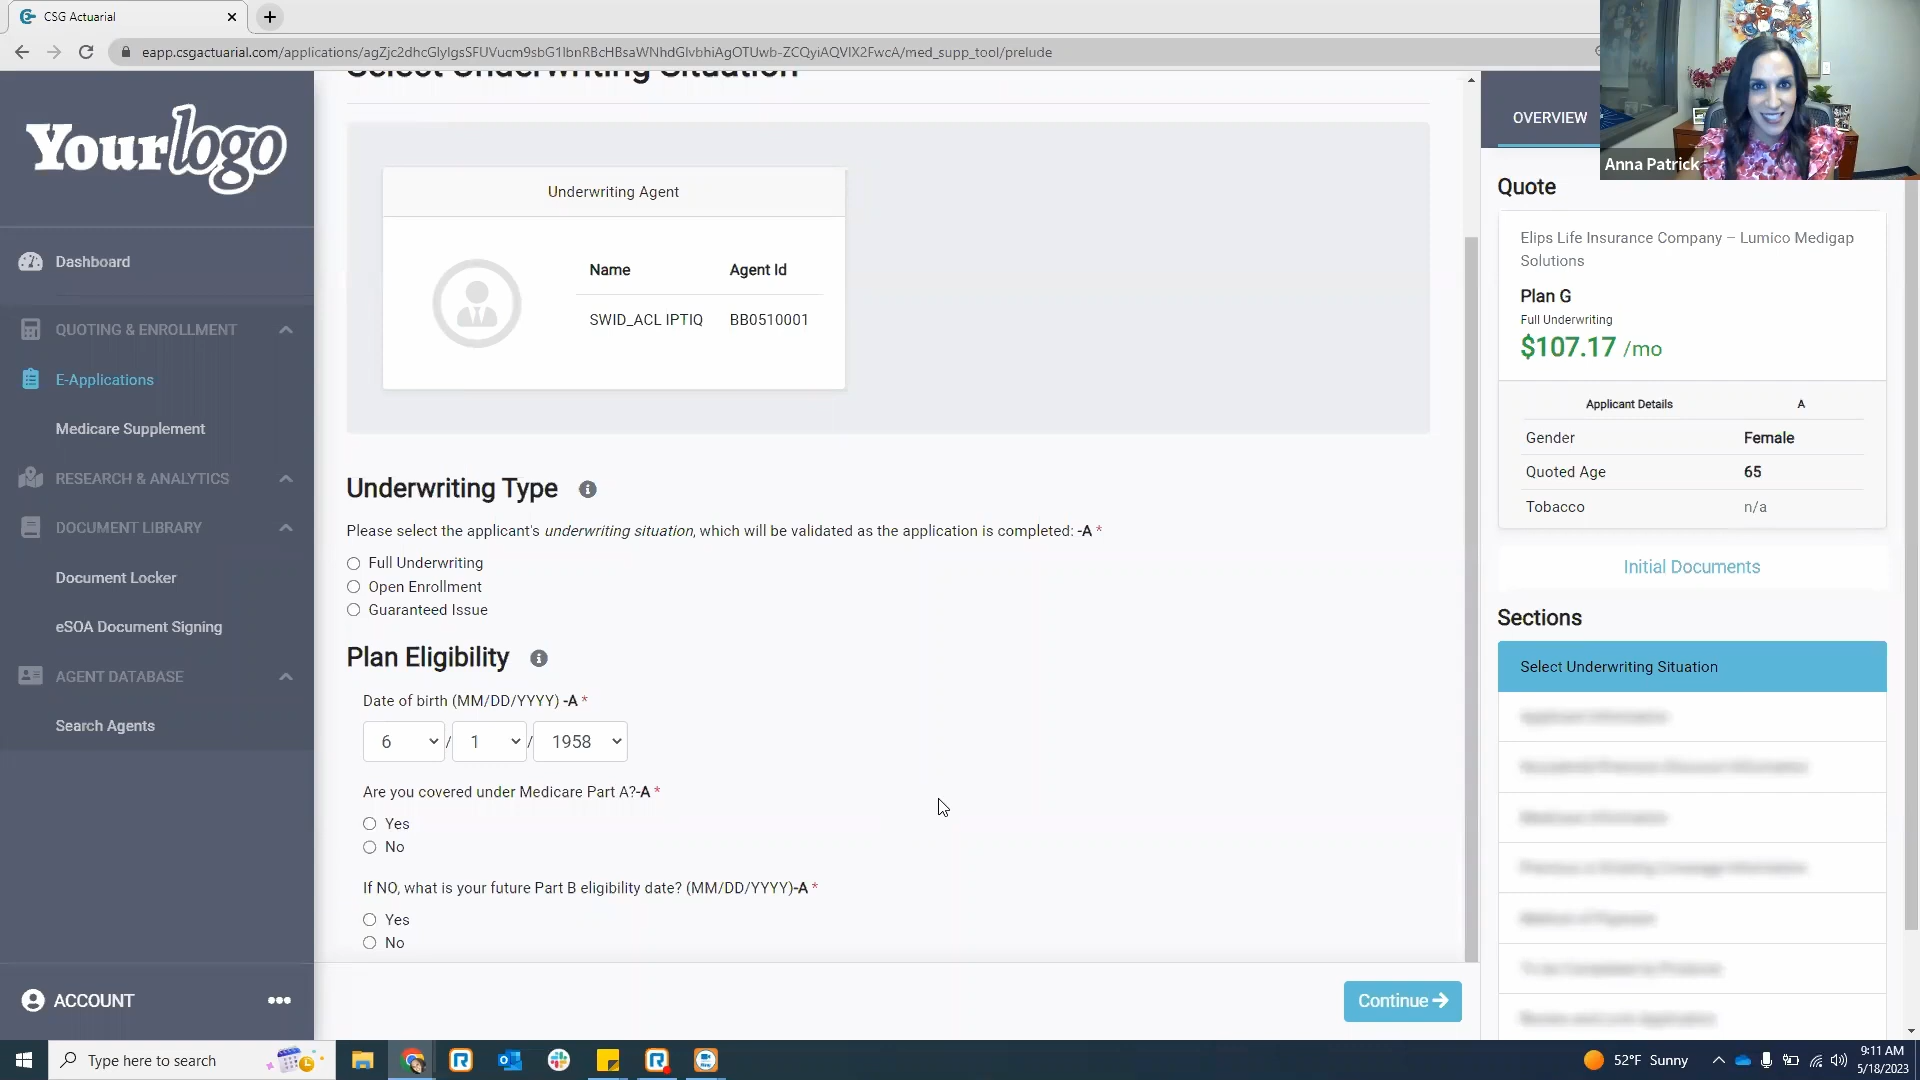 CSG Actuarial
eapp.csgactuarial.com/applications/agZjc2dhcGlyIgsSFUVucm9sbG1lbnRBcHBsaWNhdGlvbhiAgOTUwb-ZCQyiAQVIX2FwcA/med_supp_tool/prelude
Anna Patrick
Yourlogo
Dashboard
QUOTING & ENROLLMENT
E-Applications
Medicare Supplement
RESEARCH & ANALYTICS
DOCUMENT LIBRARY
Document Locker
eSOA Document Signing
AGENT DATABASE
Search Agents
ACCOUNT
Select Underwriting Situation
Underwriting Agent
Name Agent Id
SWID_ACL IPTIQ BB0510001
Underwriting Type
Please select the applicant's underwriting situation, which will be validated as the application is completed: -A *
Full Underwriting
Open Enrollment
Guaranteed Issue
Plan Eligibility
Date of birth (MM/DD/YYYY) -A *
6 / 1 / 1958
Are you covered under Medicare Part A?-A *
Yes
No
If NO, what is your future Part B eligibility date? (MM/DD/YYYY)-A *
Yes
No
Continue
OVERVIEW
Quote
Elips Life Insurance Company – Lumico Medigap
Solutions
Plan G
Full Underwriting
$107.17 /mo
Applicant Details A
Gender Female
Quoted Age 65
Tobacco n/a
Initial Documents
Sections
Select Underwriting Situation
Type here to search
52°F Sunny
9:11 AM
5/18/2023